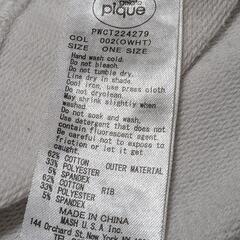 gelato
pique
PWCT224279
COL 002(OWHT)
SIZE ONE SIZE
Hand wash cold.
Do not bleach.
Do not tumble dry.
Line dry in shade.
Cool iron, use press cloth
Do not dryclean.
May shrink slightly when
washed.
Do not soak.
Use detergent that does not
contain fluorescent agent
Be careful not to expose to
friction or let it get
caught.
62% COTTON OUTER MATERIAL
33% POLYESTER
5% SPANDEX
62% COTTON RIB
33% POLYESTER
5% SPANDEX
MADE IN CHINA
MASH U.S.A Inc.
144 Orchard St. New York NY
TEL